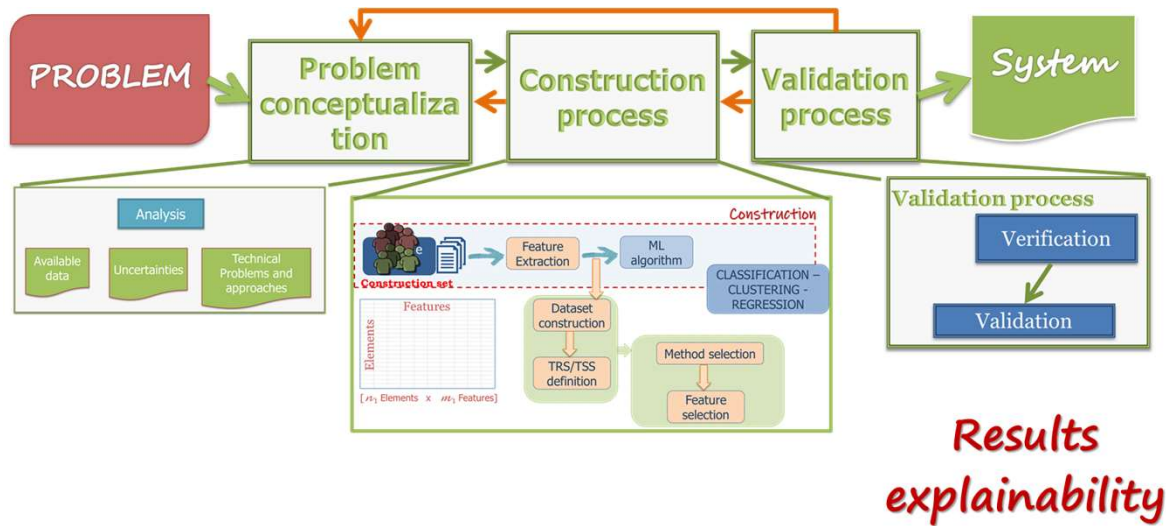 PROBLEM
Problem
conceptualiza
tion
Construction
process
Validation
process
System
Analysis
Available
data
Uncertainties
Technical
Problems and
approaches
Construction
e
Construction set
Feature
Extraction
ML
algorithm
CLASSIFICATION –
CLUSTERING -
REGRESSION
Features
Elements
[n₁ Elements x m₁ Features]
Dataset
construction
TRS/TSS
definition
Method selection
Feature
selection
Validation process
Verification
Validation
Results
explainability